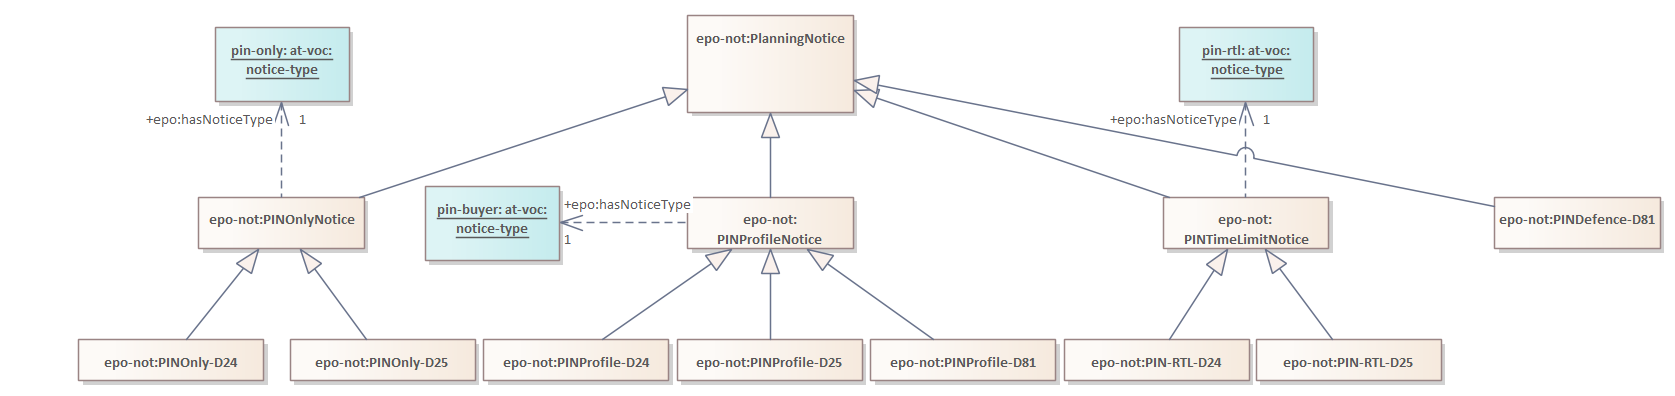 epo-not:PlanningNotice
pin-only: at-voc:
notice-type
pin-rtl: at-voc:
notice-type
+epo:hasNoticeType
1
+epo:hasNoticeType
1
pin-buyer: at-voc:
notice-type
+epo:hasNoticeType
1
epo-not:PINOnlyNotice
epo-not:
PINProfileNotice
epo-not:
PINTimeLimitNotice
epo-not:PINDefence-D81
epo-not:PINOnly-D24
epo-not:PINOnly-D25
epo-not:PINProfile-D24
epo-not:PINProfile-D25
epo-not:PINProfile-D81
epo-not:PIN-RTL-D24
epo-not:PIN-RTL-D25